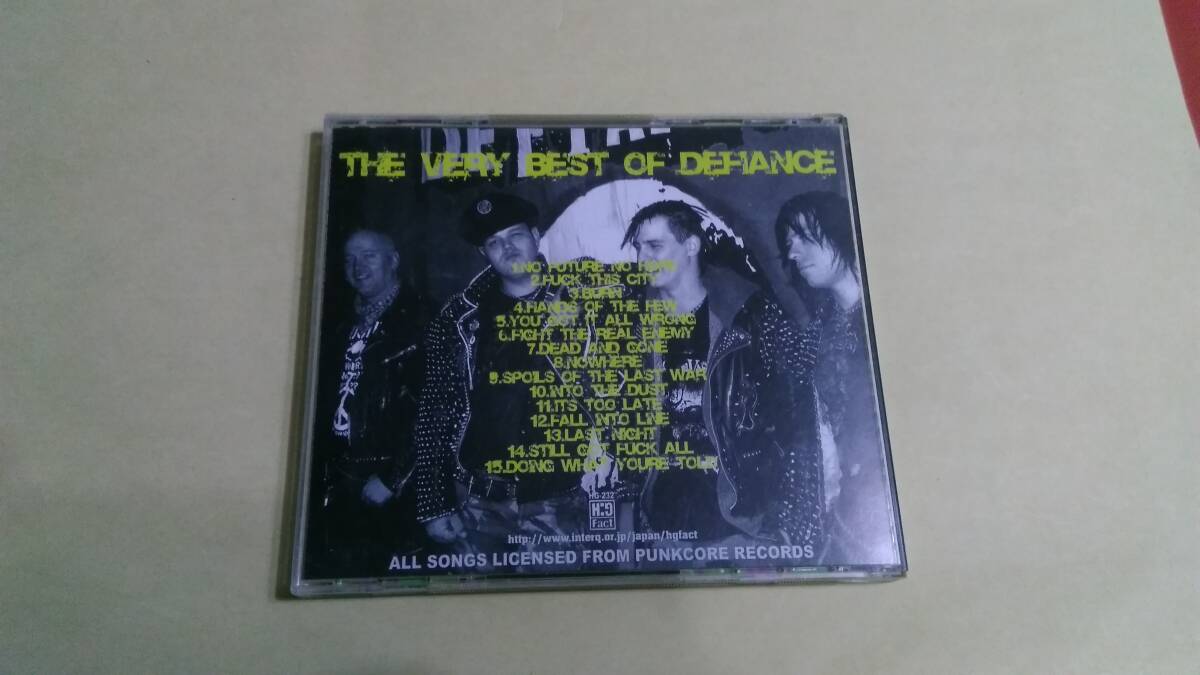 THE VERY BEST OF DEFIANCE
1.NO FUTURE NO HOPE
2.FUCK THIS CITY
3.BURN
4.HANDS OF THE FEW
5.YOU GOT IT ALL WRONG
6.FIGHT THE REAL ENEMY
7.DEAD AND GONE
8.NOWHERE
9.SPOILS OF THE LAST WAR
10.INTO THE DUST
11.ITS TOO LATE
12.FALL INTO LINE
13.LAST NIGHT
14.STILL GOT FUCK ALL
15.DOING WHAT YOURE TOLD
HG-232
H:G
Fact
http://www.interq.or.jp/japan/hgfact
ALL SONGS LICENSED FROM PUNKCORE RECORDS